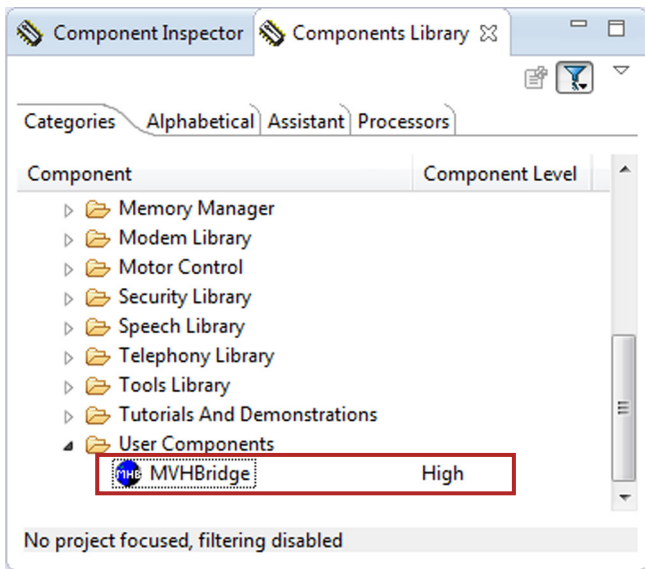 Component Inspector Components Library
Categories Alphabetical Assistant Processors
Component Component Level
Memory Manager
Modem Library
Motor Control
Security Library
Speech Library
Telephony Library
Tools Library
Tutorials And Demonstrations
User Components
MHB MVHBridge High
No project focused, filtering disabled